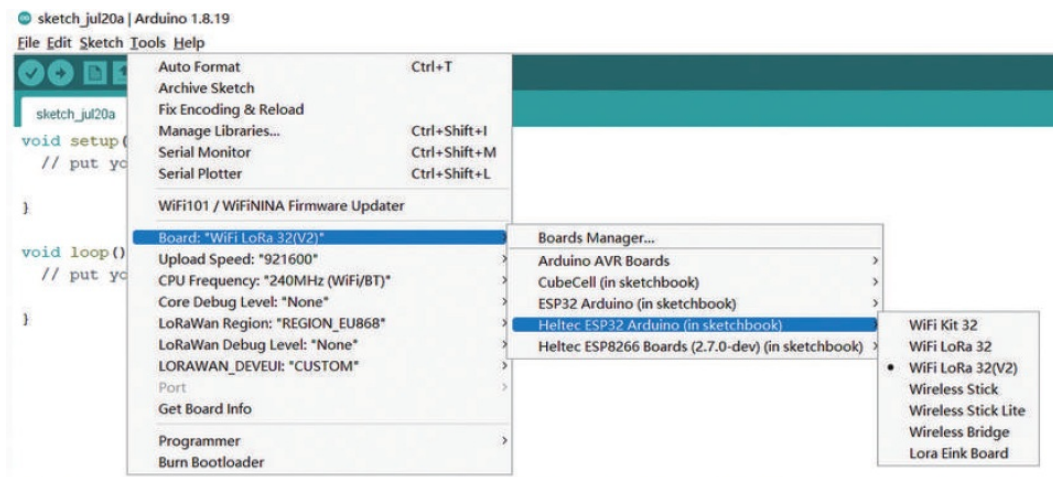 sketch_jul20a | Arduino 1.8.19
File Edit Sketch Tools Help
sketch_jul20a
void setup(
// put yo
}
void loop()
// put yo
}
Auto Format Ctrl+T
Archive Sketch
Fix Encoding & Reload
Manage Libraries... Ctrl+Shift+I
Serial Monitor Ctrl+Shift+M
Serial Plotter Ctrl+Shift+L
WiFi101 / WiFiNINA Firmware Updater
Board: "WiFi LoRa 32(V2)"
Upload Speed: "921600"
CPU Frequency: "240MHz (WiFi/BT)"
Core Debug Level: "None"
LoRaWan Region: "REGION_EU868"
LoRaWan Debug Level: "None"
LORAWAN_DEVEUI: "CUSTOM"
Port
Get Board Info
Programmer
Burn Bootloader
Boards Manager...
Arduino AVR Boards
CubeCell (in sketchbook)
ESP32 Arduino (in sketchbook)
Heltec ESP32 Arduino (in sketchbook)
Heltec ESP8266 Boards (2.7.0-dev) (in sketchbook)
WiFi Kit 32
WiFi LoRa 32
WiFi LoRa 32(V2)
Wireless Stick
Wireless Stick Lite
Wireless Bridge
Lora Eink Board